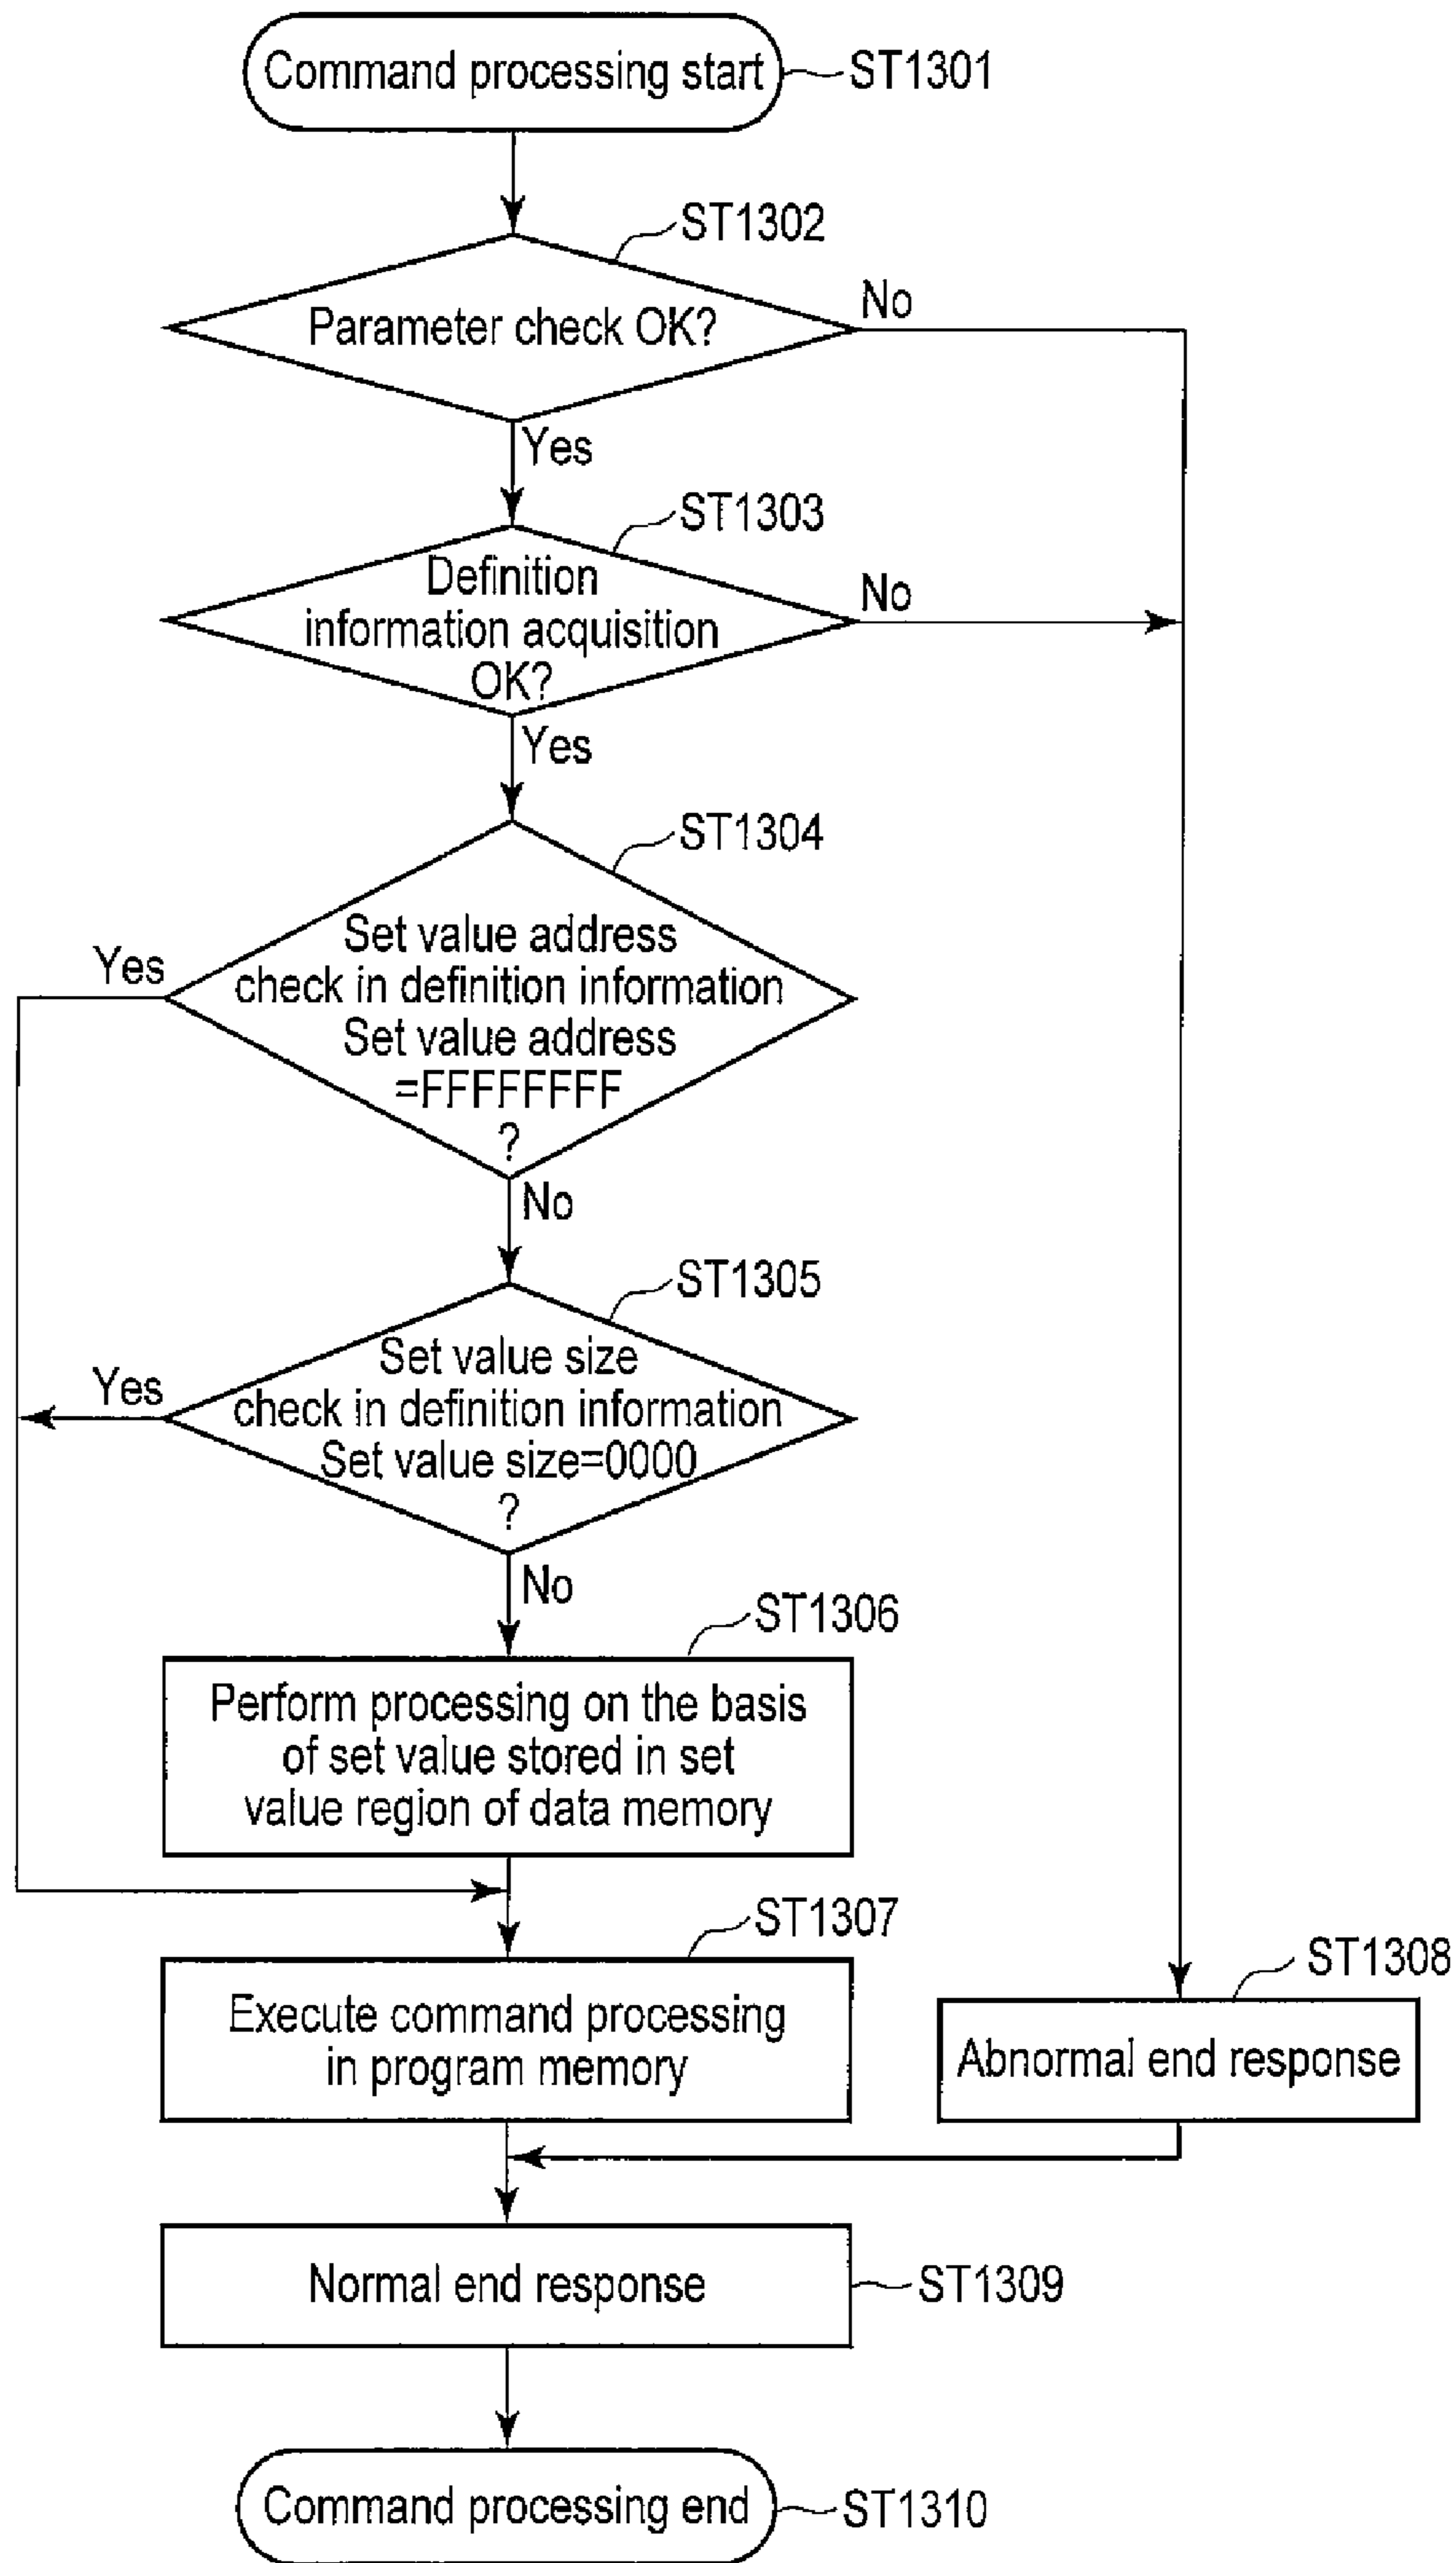 Command processing start
ST1301
ST1302
Parameter check OK?
No
Yes
ST1303
Definition
information acquisition
OK?
No
Yes
ST1304
Set value address
check in definition information
Set value address
=FFFFFFFF
?
Yes
No
ST1305
Set value size
check in definition information
Set value size=0000
?
Yes
No
ST1306
Perform processing on the basis
of set value stored in set
value region of data memory
ST1307
Execute command processing
in program memory
ST1308
Abnormal end response
Normal end response
ST1309
Command processing end
ST1310